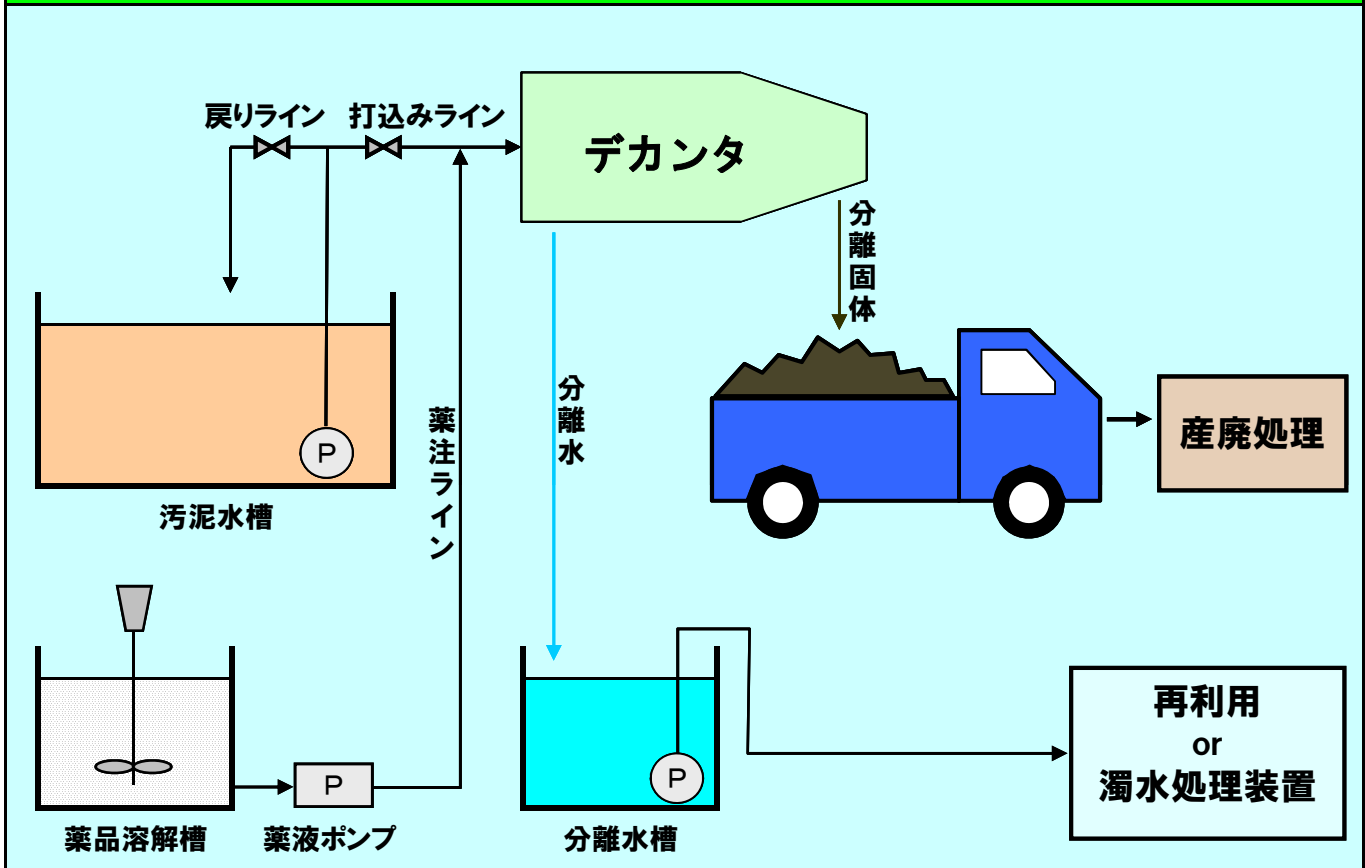 戻りライン
打込みライン
デカンタ
分離固体
分離水
薬注ライン
P
汚泥水槽
産廃処理
P
薬品溶解槽
薬液ポンプ
P
分離水槽
再利用
or
濁水処理装置